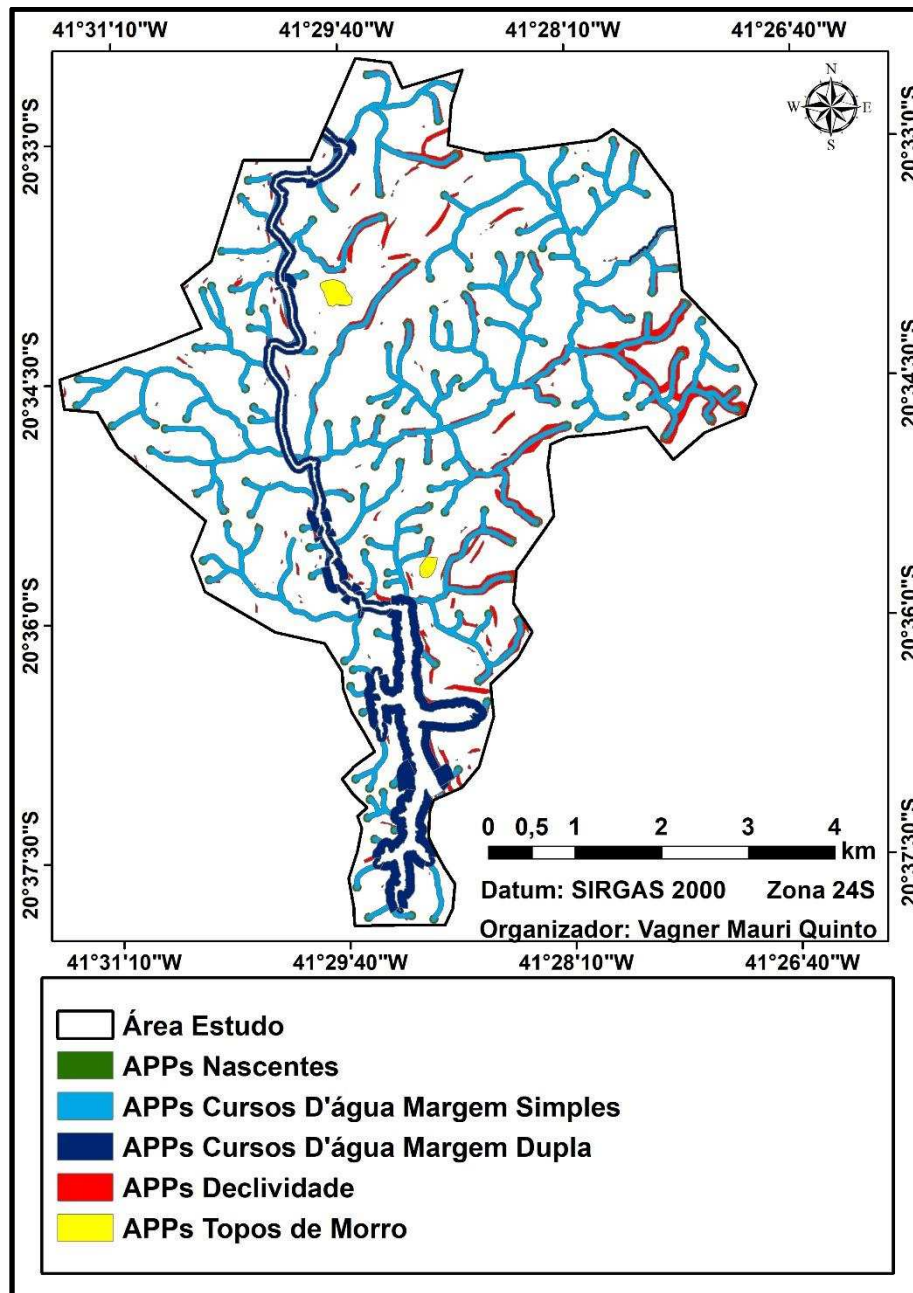 41°31'10"W 41°29'40"W 41°28'10"W 41°26'40"W
N
W E
S
20°33'0"S 20°33'0"S
20°34'30"S 20°34'30"S
20°36'0"S 20°36'0"S
20°37'30"S 20°37'30"S
0 0,5 1 2 3 4
km
Datum: SIRGAS 2000 Zona 24S
Organizador: Vagner Mauri Quinto
41°31'10"W 41°29'40"W 41°28'10"W 41°26'40"W
Área Estudo
APPs Nascentes
APPs Cursos D'água Margem Simples
APPs Cursos D'água Margem Dupla
APPs Declividade
APPs Topos de Morro